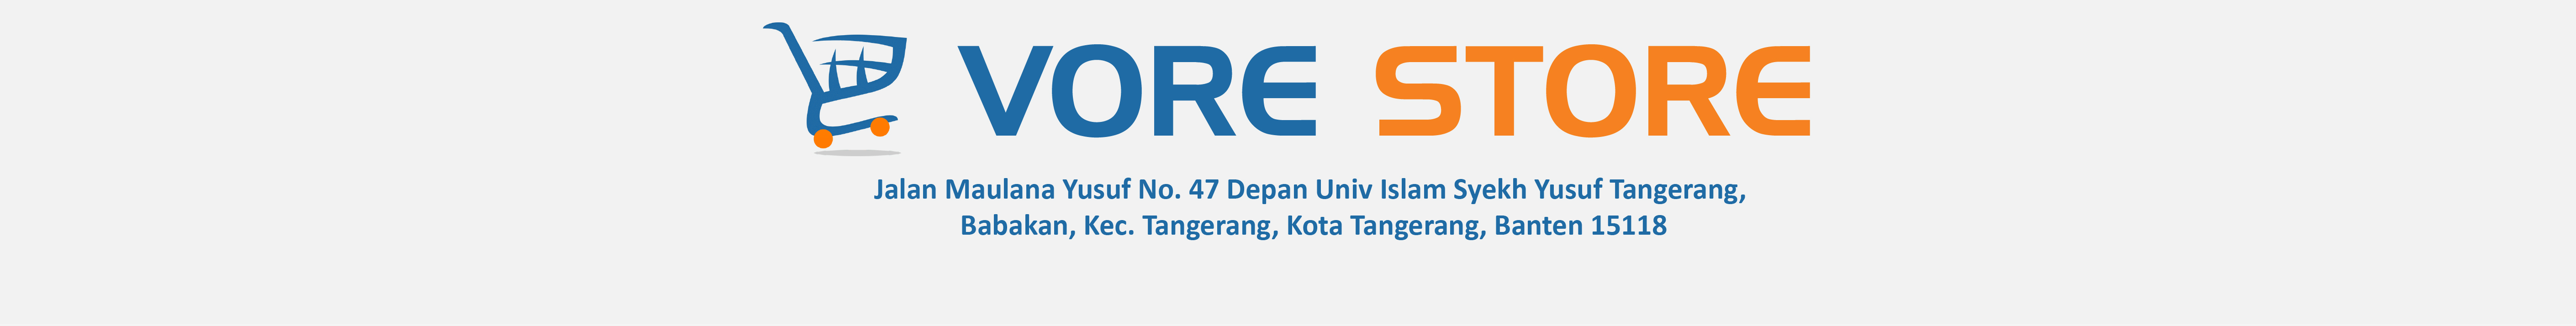 VORE STORE
Jalan Maulana Yusuf No. 47 Depan Univ Islam Syekh Yusuf Tangerang,
Babakan, Kec. Tangerang, Kota Tangerang, Banten 15118